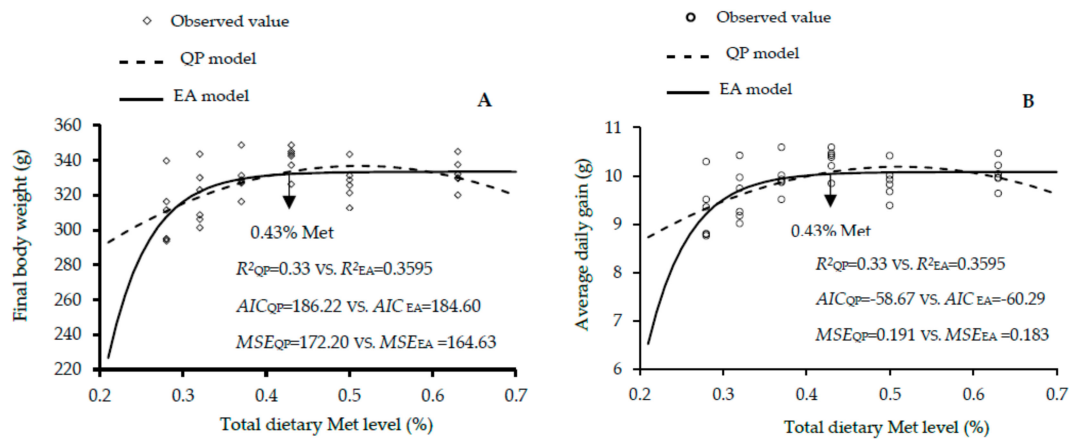 Observed value
QP model
EA model
A
Final body weight (g)
360
340
320
300
280
260
240
220
0.43% Met
R²QP=0.33 VS. R²EA=0.3595
AICQP=186.22 VS. AIC EA=184.60
MSEQP=172.20 VS. MSEEA =164.63
0.2 0.3 0.4 0.5 0.6 0.7
Total dietary Met level (%)
Observed value
QP model
EA model
B
Average daily gain (g)
11
10
9
8
7
6
0.43% Met
R²QP=0.33 VS. R²EA=0.3595
AICQP=-58.67 VS. AIC EA=-60.29
MSEQP=0.191 VS. MSEEA =0.183
0.2 0.3 0.4 0.5 0.6 0.7
Total dietary Met level (%)